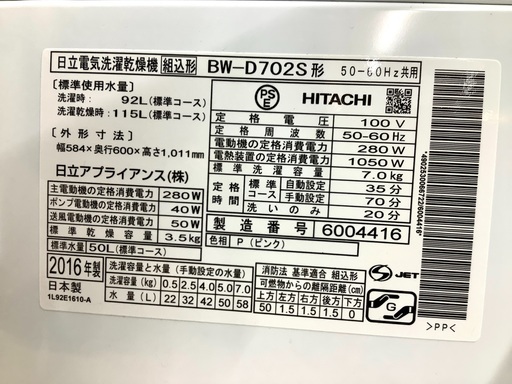 日立電気洗濯乾燥機 組込形 BW-D702S形 50-60Hz共用
〔標準使用水量〕
洗濯時: 92L(標準コース)
洗濯乾燥時: 115L(標準コース)
〔外形寸法〕
幅584×奥行600×高さ1,011mm
日立アプライアンス(株)
主電動機の定格消費電力 280W
ポンプ電動機の定格消費電力 40W
送風電動機の定格消費電力 50W
標準乾燥容量 3.5kg
標準水量50L(標準コース)
PSE HITACHI
定格電圧 100V
定格周波数 50-60Hz
電動機の定格消費電力 280W
電熱装置の定格消費電力 1050W
標準洗濯容量 7.0kg
定格時間 標準 自動設定 35分
手動設定 70分
洗いのみ 20分
製造番号 6004416
色相 P(ピンク)
2016年製
日本製
1L92E1610-A
洗濯容量と水量(手動設定の水量)
洗濯容量(kg) 0.5 2.5 4.0 5.0 7.0
水量(L) 22 32 42 50 58
消防法 基準適合 組込形
可燃物からの離隔距離(cm)
上方 左方 右方 前方 後方 下方
5 1.5 1.5 5 1.5 0
S JET
G
>PP<